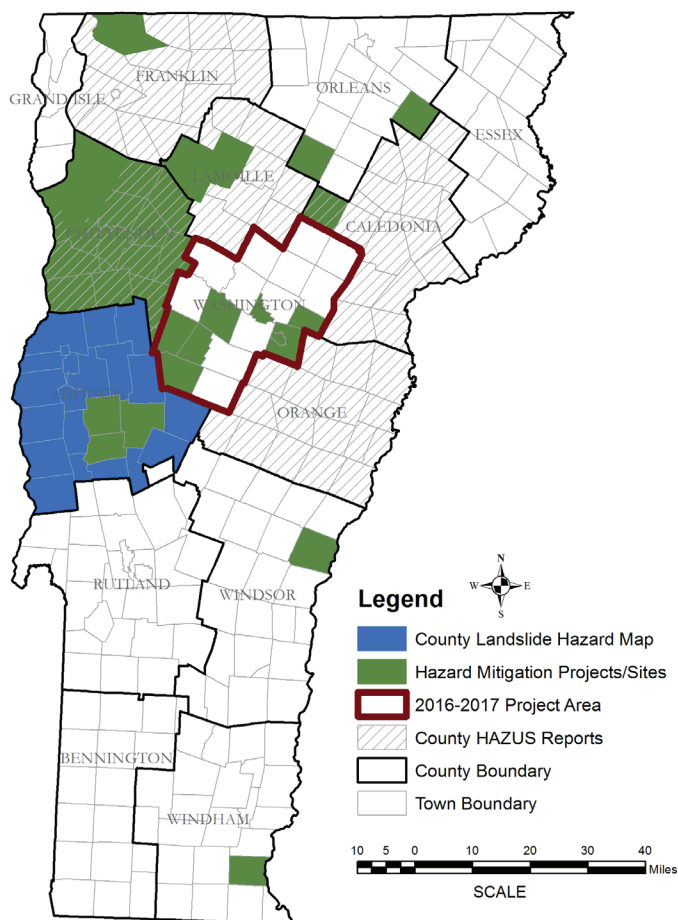 FRANKLIN
GRAND ISLE
ORLEANS
ESSEX
LAMOILLE
CALEDONIA
CHITTENDEN
WASHINGTON
ADDISON
ORANGE
RUTLAND
WINDSOR
BENNINGTON
WINDHAM
N
W E
S
Legend
County Landslide Hazard Map
Hazard Mitigation Projects/Sites
2016-2017 Project Area
County HAZUS Reports
County Boundary
Town Boundary
10 5 0 10 20 30 40
Miles
SCALE